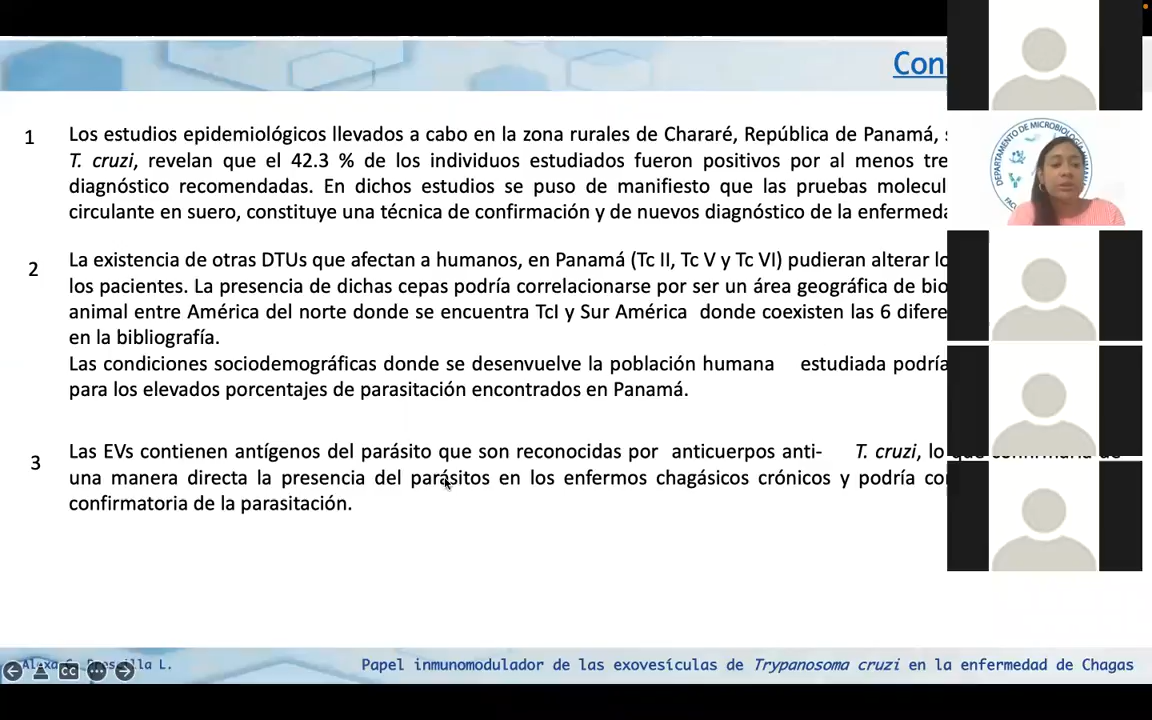 1
Los estudios epidemiológicos llevados a cabo en la zona rurales de Chararé, República de Panamá,
T. cruzi, revelan que el 42.3 % de los individuos estudiados fueron positivos por al menos
diagnóstico recomendadas. En dichos estudios se puso de manifiesto que las pruebas
circulante en suero, constituye una técnica de confirmación y de nuevos diagnóstico de la
2
La existencia de otras DTUs que afectan a humanos, en Panamá (Tc II, Tc V y Tc VI) pudieran alterar
los pacientes. La presencia de dichas cepas podría correlacionarse por ser un área geográfica de
animal entre América del norte donde se encuentra TcI y Sur América donde coexisten las 6
en la bibliografía.
Las condiciones sociodemográficas donde se desenvuelve la población humana estudiada
para los elevados porcentajes de parasitación encontrados en Panamá.
3
Las EVs contienen antígenos del parásito que son reconocidas por anticuerpos anti- T. cruzi, lo
una manera directa la presencia del parásitos en los enfermos chagásicos crónicos y podría
confirmatoria de la parasitación.
L.
Papel inmunomodulador de las exovesículas de Trypanosoma cruzi en la enfermedad de Chagas
DEPARTAMENTO DE MICROBIOLOGÍA